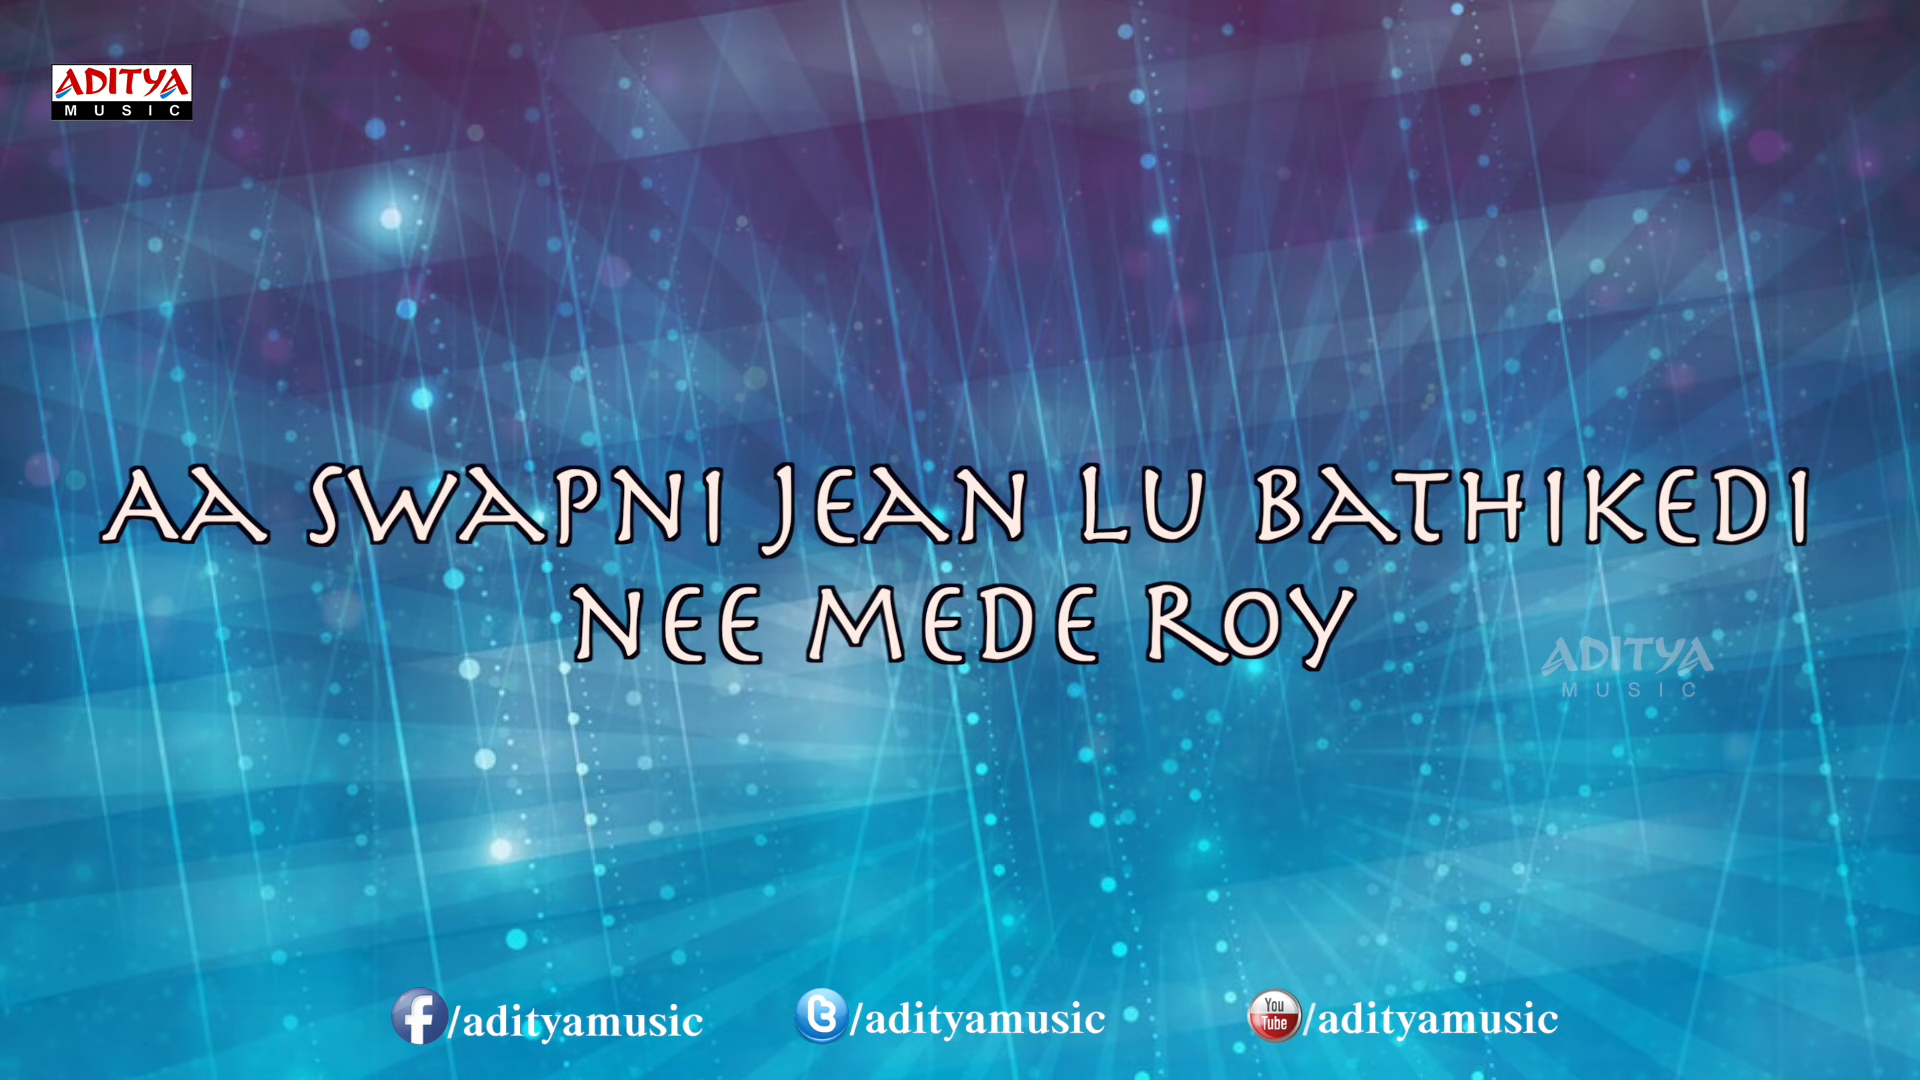 ADITYA
MUSIC
AA SWAPNI JEAN LU BATHIKEDI
NEE MEDE ROY
ADITYA
MUSIC
/adityamusic
/adityamusic
You
Tube
/adityamusic